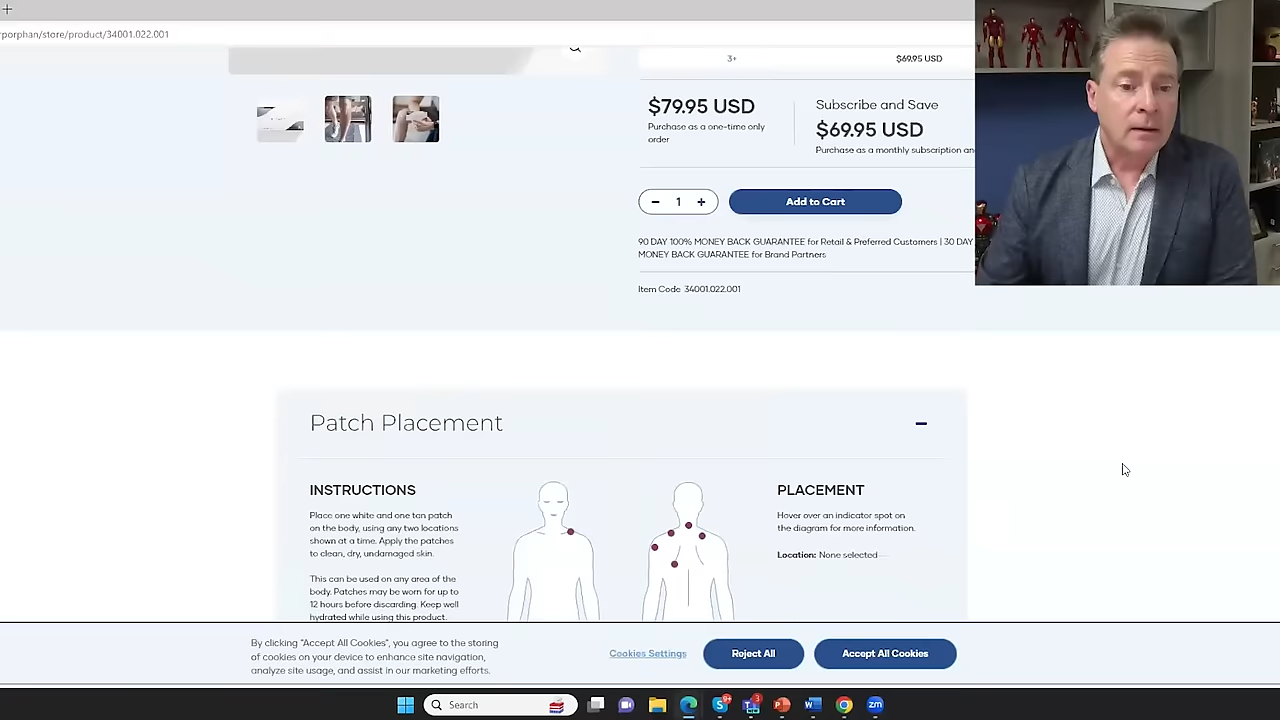 rporphan/store/product/34001.022.001
3+ $69.95 USD
$79.95 USD
Purchase as a one-time only
order
Subscribe and Save
$69.95 USD
Purchase as a monthly subscription an
1
Add to Cart
90 DAY 100% MONEY BACK GUARANTEE for Retail & Preferred Customers | 30 DAY
MONEY BACK GUARANTEE for Brand Partners
Item Code 34001.022.001
Patch Placement
INSTRUCTIONS
Place one white and one tan patch
on the body, using any two locations
shown at a time. Apply the patches
to clean, dry, undamaged skin.
This can be used on any area of the
body. Patches may be worn for up to
12 hours before discarding. Keep well
hydrated while using this product.
PLACEMENT
Hover over an indicator spot on
the diagram for more information.
Location: None selected
By clicking "Accept All Cookies", you agree to the storing
of cookies on your device to enhance site navigation,
analyze site usage, and assist in our marketing efforts.
Cookies Settings
Reject All
Accept All Cookies
Search